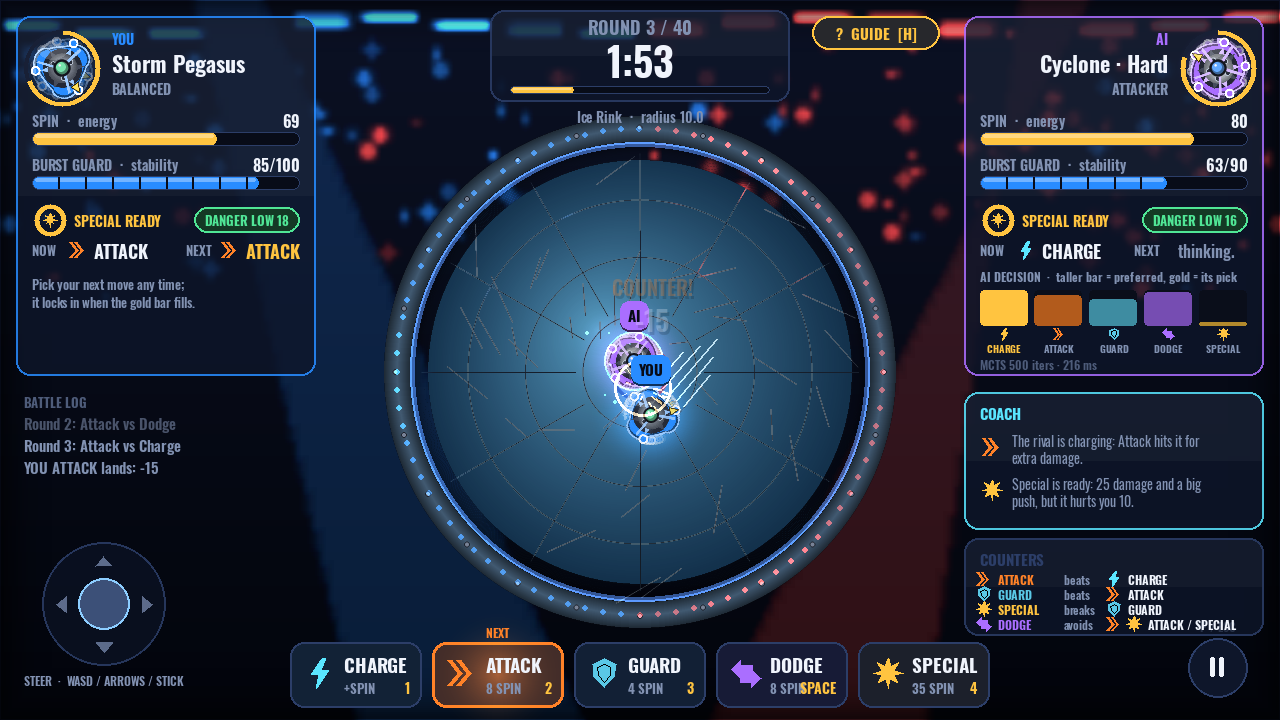 YOU
Storm Pegasus
BALANCED
SPIN · energy 69
BURST GUARD · stability 85/100
SPECIAL READY
DANGER LOW 18
NOW ATTACK NEXT ATTACK
Pick your next move any time;
it locks in when the gold bar fills.
BATTLE LOG
Round 2: Attack vs Dodge
Round 3: Attack vs Charge
YOU ATTACK lands: -15
STEER · WASD / ARROWS / STICK
ROUND 3 / 40
1:53
Ice Rink · radius 10.0
? GUIDE [H]
COUNTER!
15
AI
YOU
NEXT
CHARGE
+SPIN 1
ATTACK
8 SPIN 2
GUARD
4 SPIN 3
DODGE
8 SPIN SPACE
SPECIAL
35 SPIN 4
AI
Cyclone · Hard
ATTACKER
SPIN · energy 80
BURST GUARD · stability 63/90
SPECIAL READY
DANGER LOW 16
NOW CHARGE NEXT thinking.
AI DECISION · taller bar = preferred, gold = its pick
CHARGE ATTACK GUARD DODGE SPECIAL
MCTS 500 iters · 216 ms
COACH
The rival is charging: Attack hits it for
extra damage.
Special is ready: 25 damage and a big
push, but it hurts you 10.
COUNTERS
ATTACK beats CHARGE
GUARD beats ATTACK
SPECIAL breaks GUARD
DODGE avoids ATTACK / SPECIAL